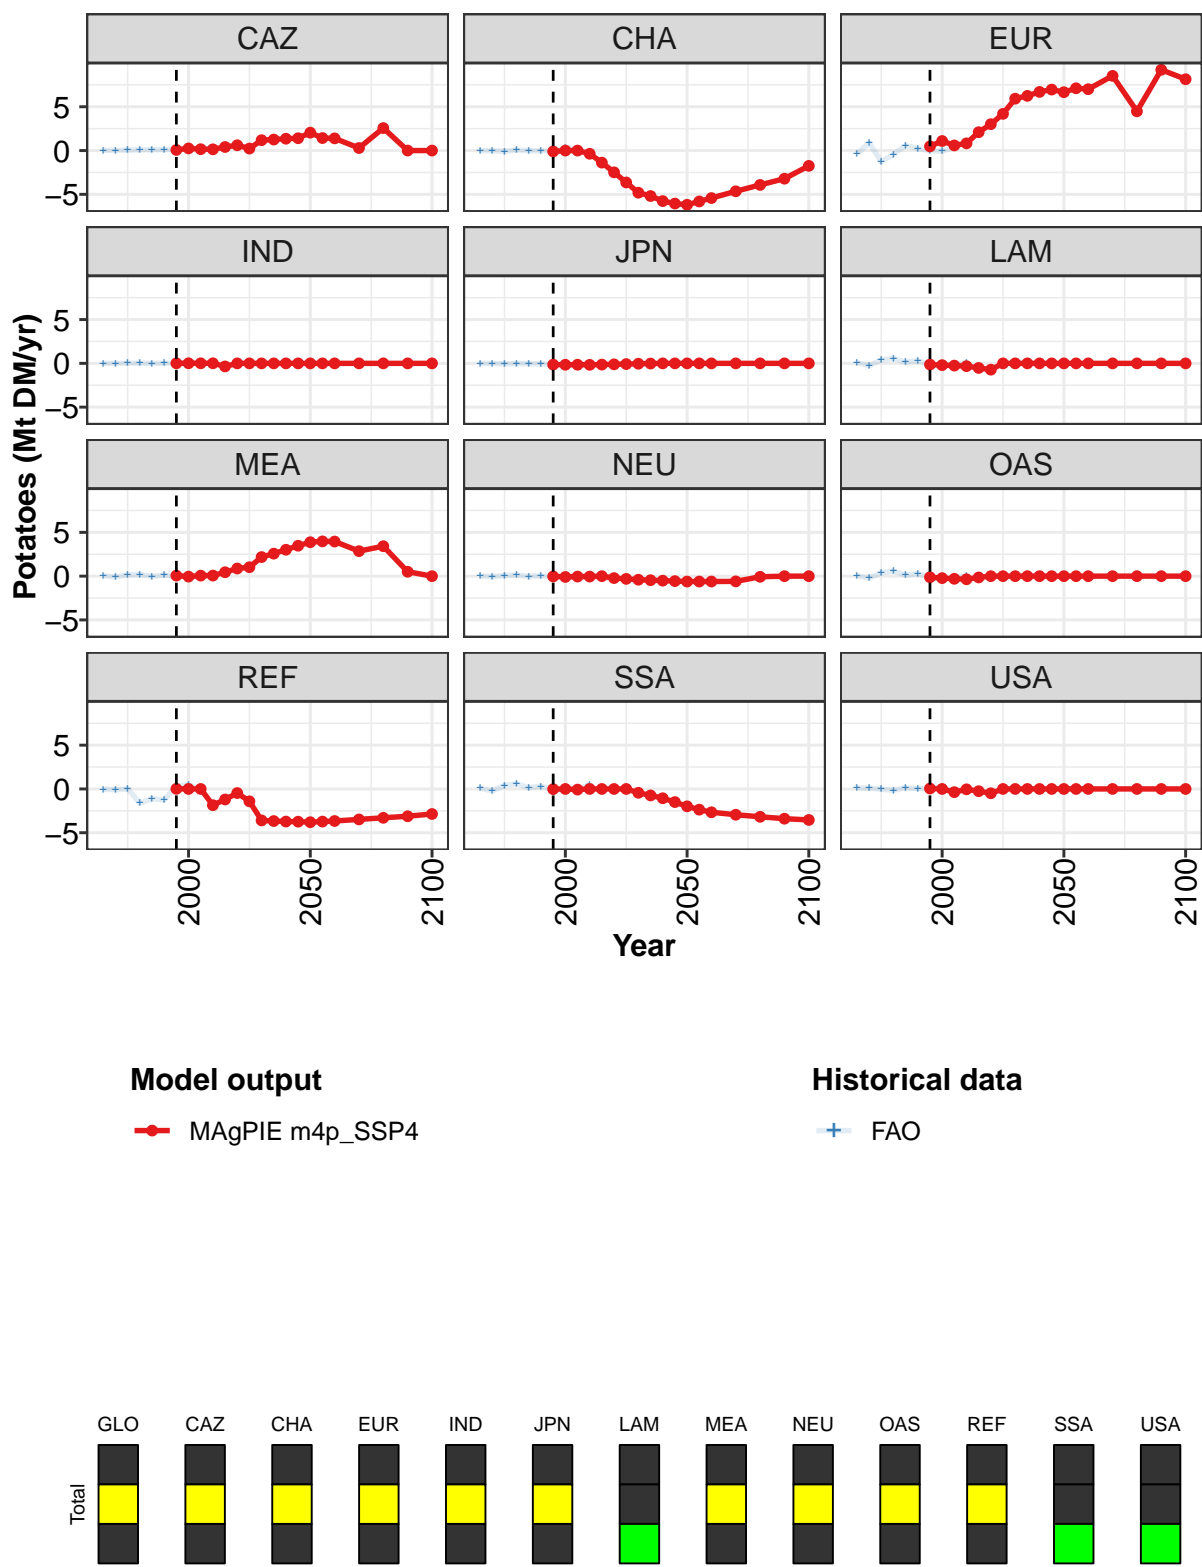 CAZ CHA EUR
5
0
−5
IND JPN LAM
5
0
−5
MEA NEU OAS
5
0
−5
REF SSA USA
5
0
−5
Potatoes (Mt DM/yr)
2000 2050 2100 2000 2050 2100 2000 2050 2100
Year
Model output Historical data
MAgPIE m4p_SSP4 FAO
GLO CAZ CHA EUR IND JPN LAM MEA NEU OAS REF SSA USA
Total